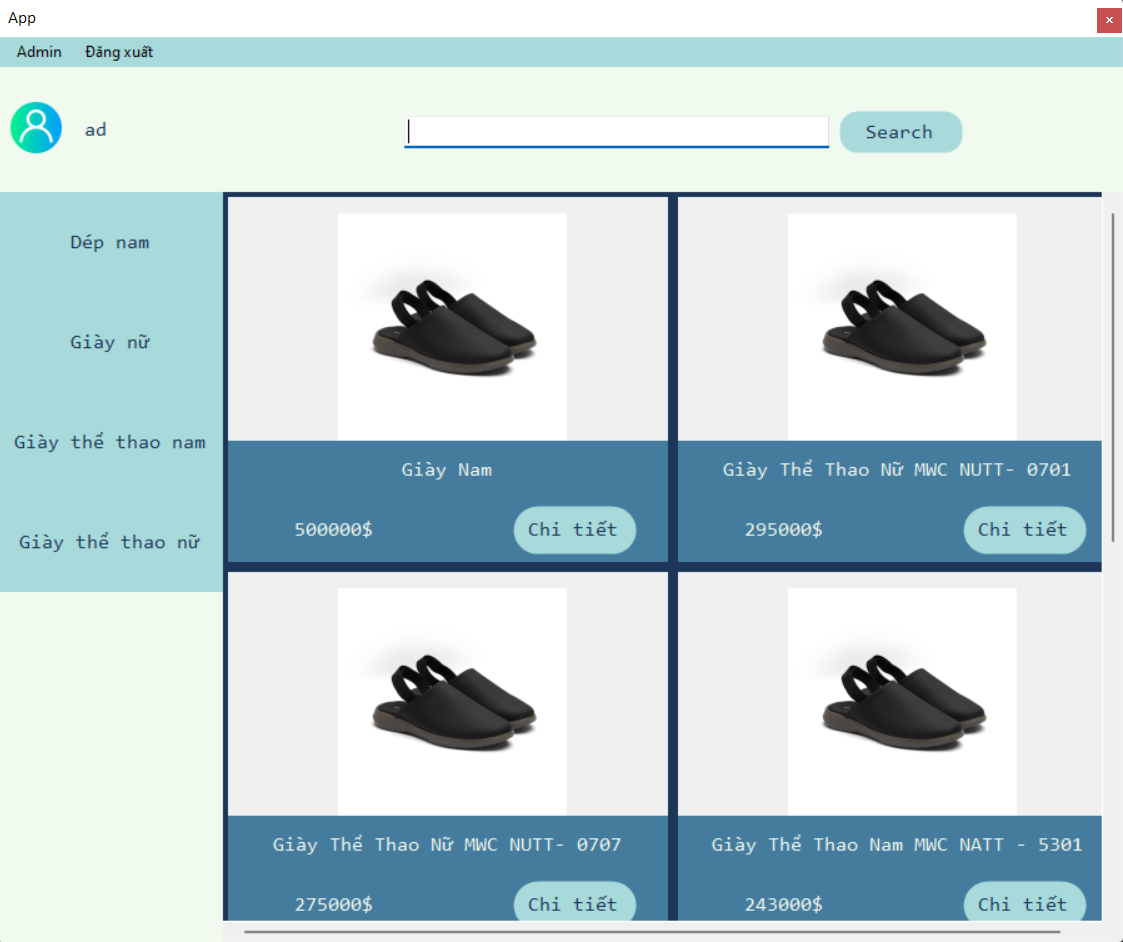 App
Admin Đăng xuất
ad
Search
Dép nam
Giày nữ
Giày thể thao nam
Giày thể thao nữ
Giày Nam
500000$ Chi tiết
Giày Thể Thao Nữ MWC NUTT- 0701
295000$ Chi tiết
Giày Thể Thao Nữ MWC NUTT- 0707
275000$ Chi tiết
Giày Thể Thao Nam MWC NATT - 5301
243000$ Chi tiết